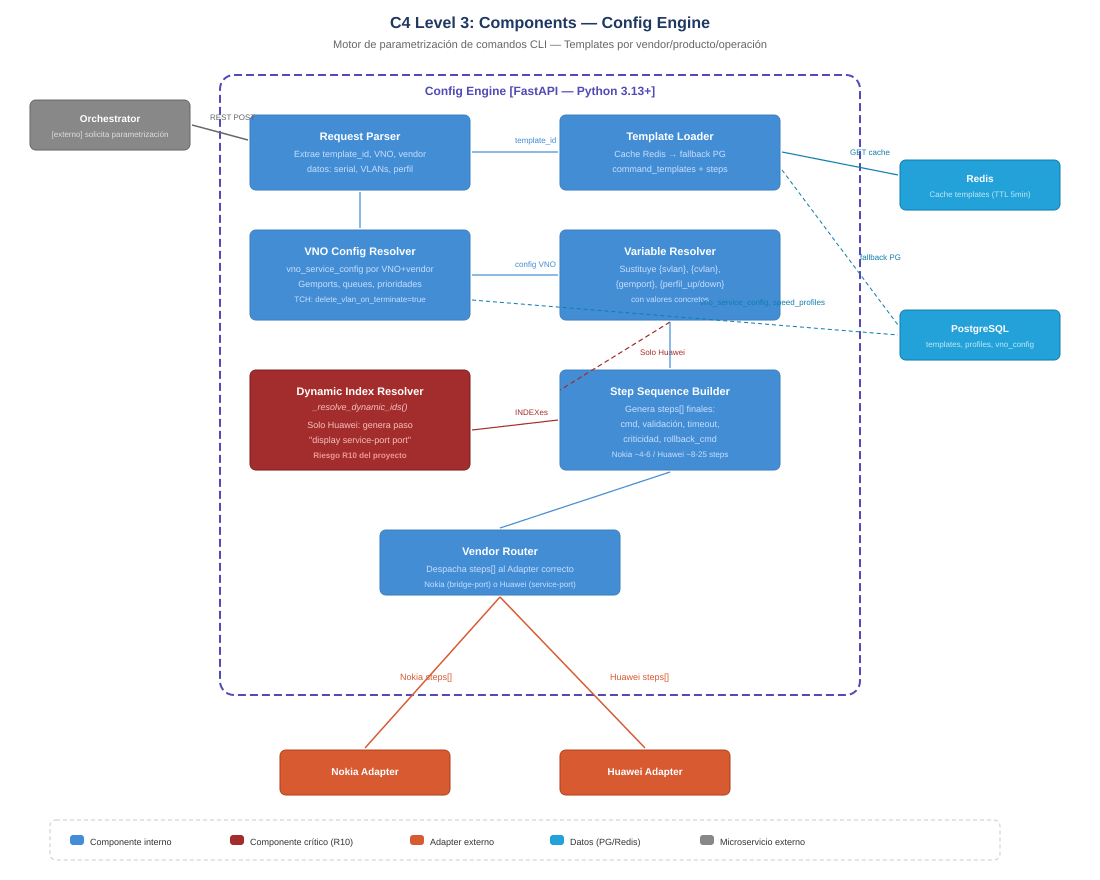 C4 Level 3: Components — Config Engine
Motor de parametrización de comandos CLI — Templates por vendor/producto/operación
Config Engine [FastAPI — Python 3.13+]
Orchestrator
[externo] solicita parametrización
REST POST
Request Parser
Extrae template_id, VNO, vendor
datos: serial, VLANs, perfil
template_id
Template Loader
Cache Redis → fallback PG
command_templates + steps
GET cache
Redis
Cache templates (TTL 5min)
VNO Config Resolver
vno_service_config por VNO+vendor
Gemports, queues, prioridades
TCH: delete_vlan_on_terminate=true
config VNO
Variable Resolver
Sustituye {svlan}, {cvlan},
{gemport}, {perfil_up/down}
con valores concretos
fallback PG
vno_service_config, speed_profiles
PostgreSQL
templates, profiles, vno_config
Solo Huawei
Dynamic Index Resolver
_resolve_dynamic_ids()
Solo Huawei: genera paso
"display service-port port"
Riesgo R10 del proyecto
INDEXes
Step Sequence Builder
Genera steps[] finales:
cmd, validación, timeout,
criticidad, rollback_cmd
Nokia ~4-6 / Huawei ~8-25 steps
Vendor Router
Despacha steps[] al Adapter correcto
Nokia (bridge-port) o Huawei (service-port)
Nokia steps[]
Huawei steps[]
Nokia Adapter
Huawei Adapter
Componente interno
Componente crítico (R10)
Adapter externo
Datos (PG/Redis)
Microservicio externo